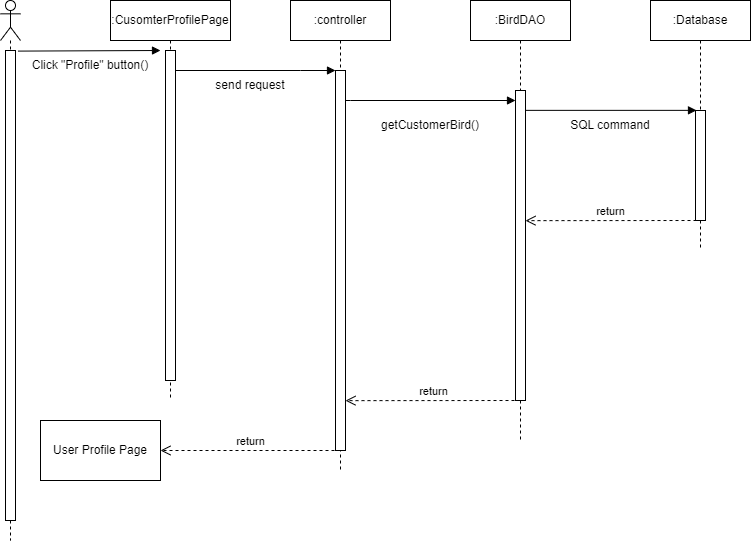 :CusomterProfilePage
:controller
:BirdDAO
:Database
Click "Profile" button()
send request
getCustomerBird()
SQL command
return
return
User Profile Page
return